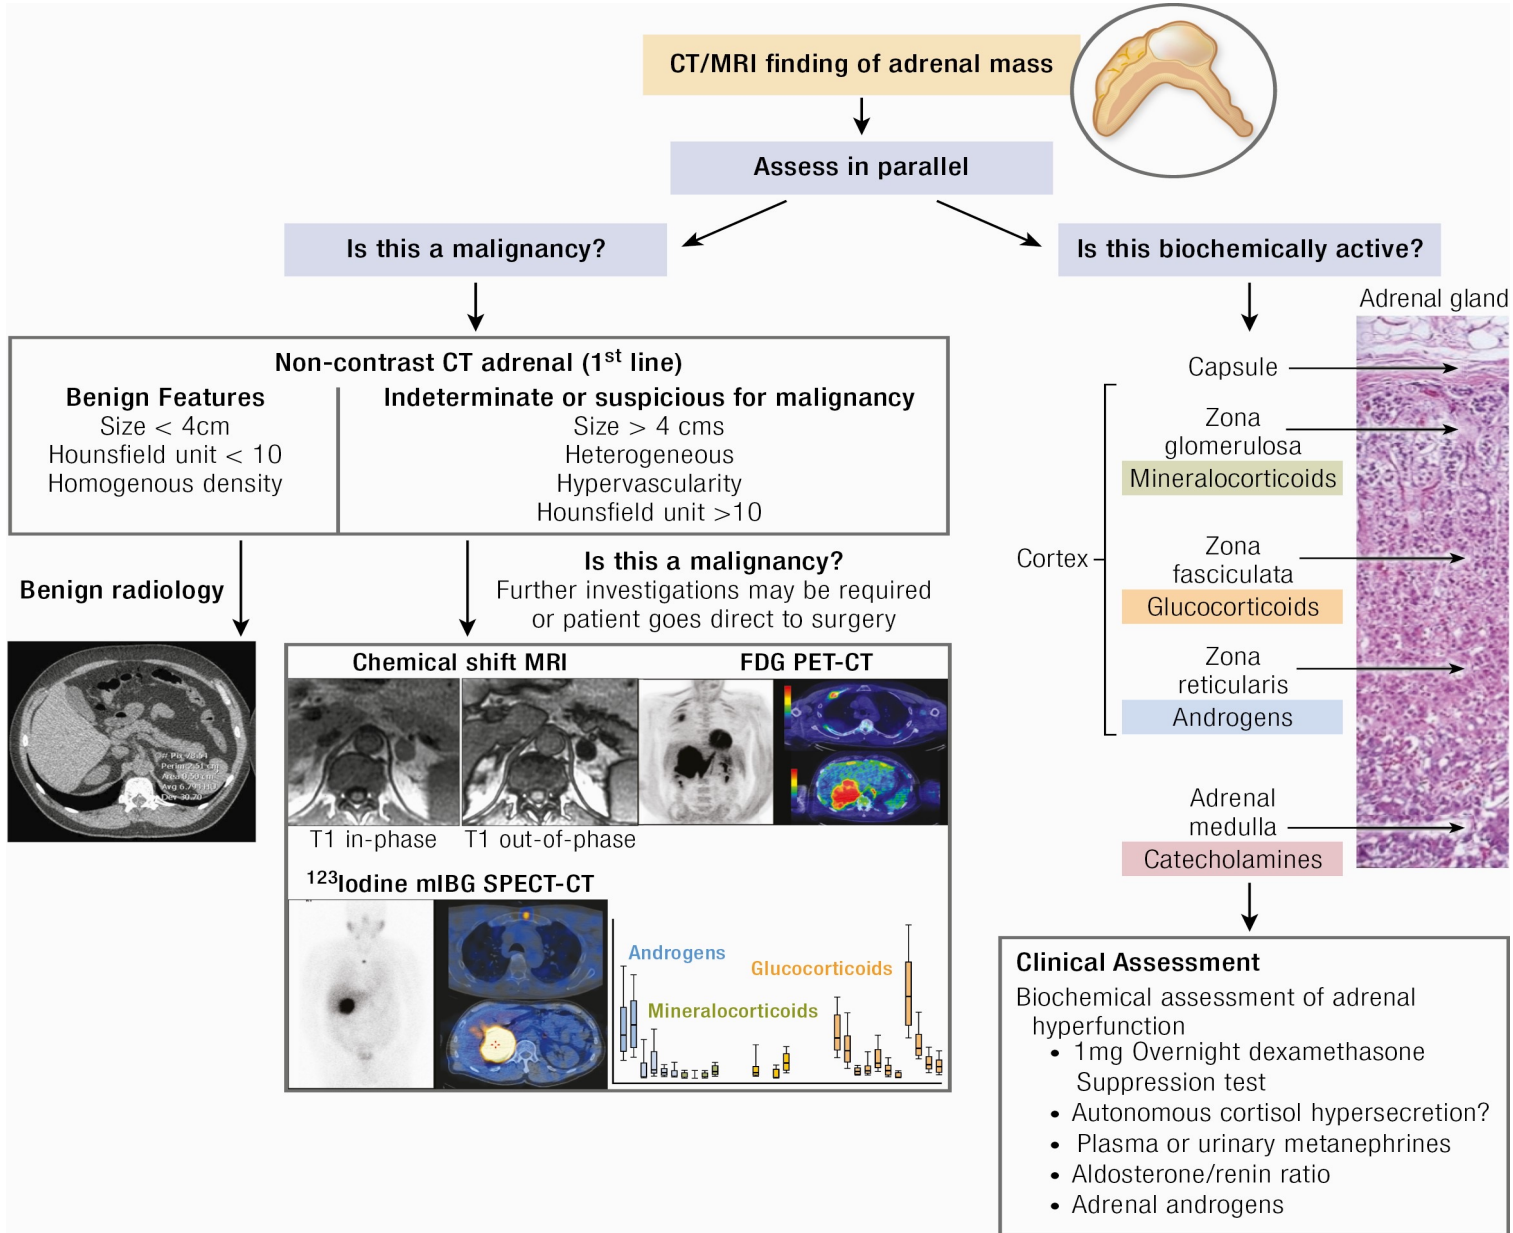 CT/MRI finding of adrenal mass
Assess in parallel
Is this a malignancy?
Is this biochemically active?
Non-contrast CT adrenal (1st line)
Benign Features
Size < 4cm
Hounsfield unit < 10
Homogenous density
Indeterminate or suspicious for malignancy
Size > 4 cms
Heterogeneous
Hypervascularity
Hounsfield unit >10
Benign radiology
Is this a malignancy?
Further investigations may be required
or patient goes direct to surgery
Chemical shift MRI
FDG PET-CT
T1 in-phase
T1 out-of-phase
123Iodine mIBG SPECT-CT
Androgens
Mineralocorticoids
Glucocorticoids
Adrenal gland
Capsule
Cortex
Zona
glomerulosa
Mineralocorticoids
Zona
fasciculata
Glucocorticoids
Zona
reticularis
Androgens
Adrenal
medulla
Catecholamines
Clinical Assessment
Biochemical assessment of adrenal
hyperfunction
• 1mg Overnight dexamethasone
Suppression test
• Autonomous cortisol hypersecretion?
• Plasma or urinary metanephrines
• Aldosterone/renin ratio
• Adrenal androgens